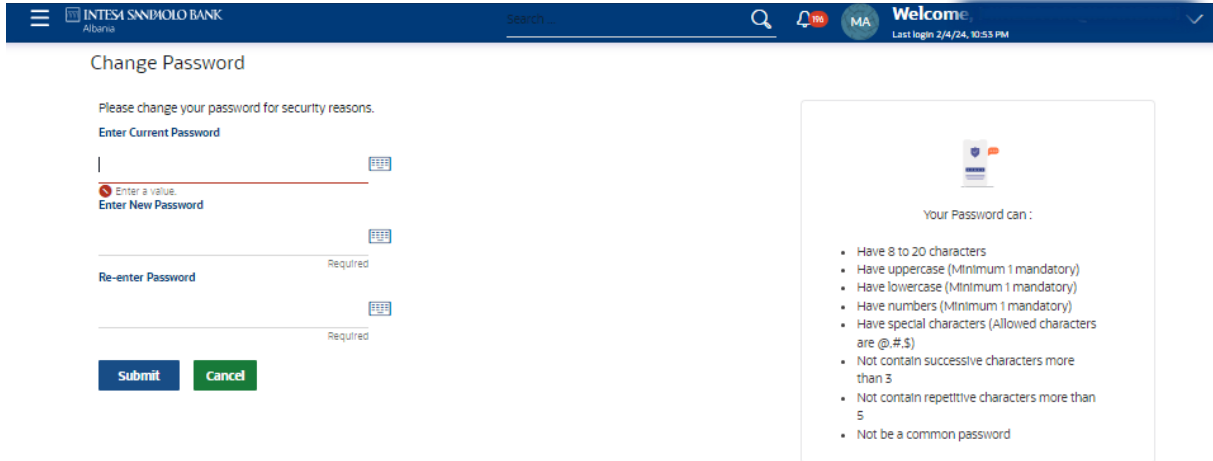 INTESA SANPAOLO BANK
Albania
Search ...
196
MA
Welcome,
Last login 2/4/24, 10:53 PM
Change Password
Please change your password for security reasons.
Enter Current Password
Enter a value.
Enter New Password
Required
Re-enter Password
Required
Submit
Cancel
Your Password can :
• Have 8 to 20 characters
• Have uppercase (Minimum 1 mandatory)
• Have lowercase (Minimum 1 mandatory)
• Have numbers (Minimum 1 mandatory)
• Have special characters (Allowed characters
are @,#,$)
• Not contain successive characters more
than 3
• Not contain repetitive characters more than
5
• Not be a common password